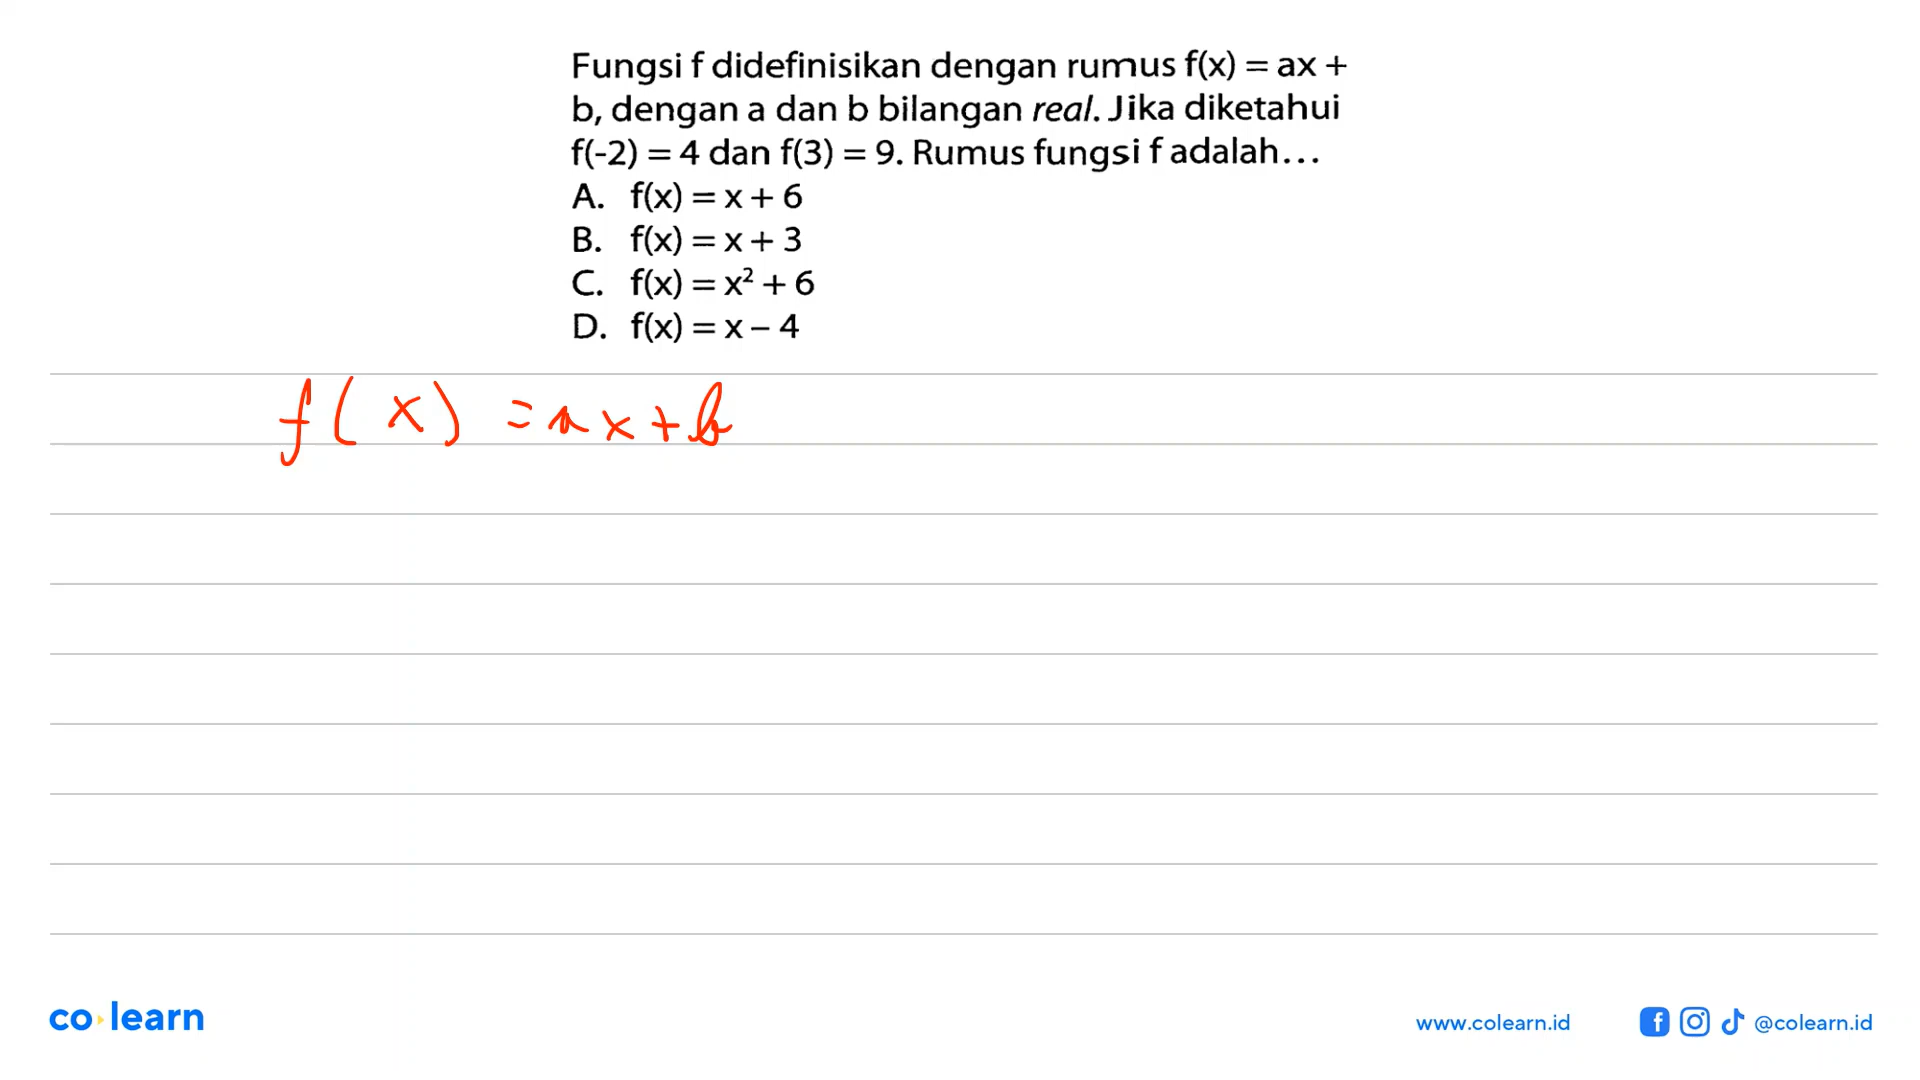 Fungsi f didefinisikan dengan rumus f(x) = ax +
b, dengan a dan b bilangan real. Jika diketahui
f(-2) = 4 dan f(3) = 9. Rumus fungsi f adalah...
A. f(x) = x + 6
B. f(x) = x + 3
C. f(x) = x² + 6
D. f(x) = x – 4
f(x) = ax+b
co learn
www.colearn.id
@colearn.id